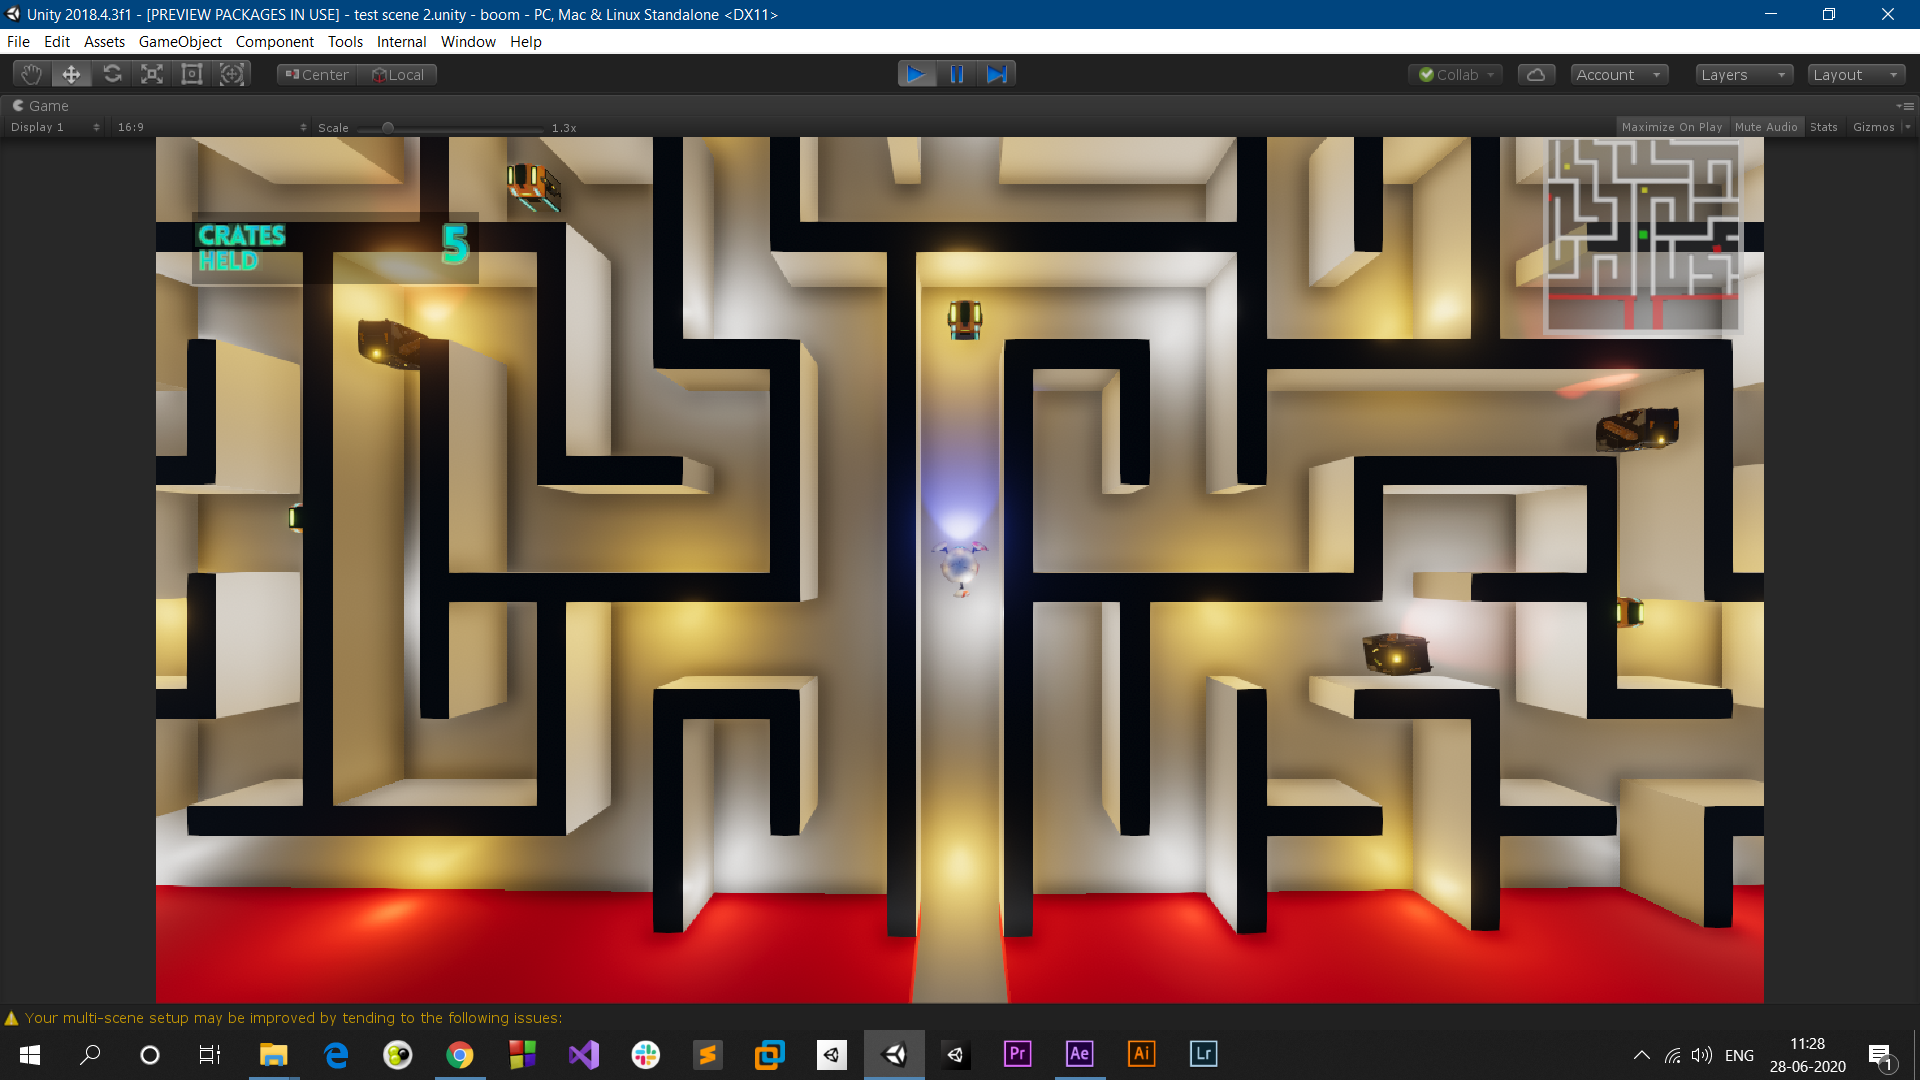 Unity 2018.4.3f1 - [PREVIEW PACKAGES IN USE] - test scene 2.unity - boom - PC, Mac & Linux Standalone <DX11>
File Edit Assets GameObject Component Tools Internal Window Help
Center Local Collab Account Layers Layout
Game
Display 1 16:9 Scale 1.3x Maximize On Play Mute Audio Stats Gizmos
CRATES HELD 5
Your multi-scene setup may be improved by tending to the following issues:
Pr Ae Ai Lr ENG
11:28
28-06-2020
1